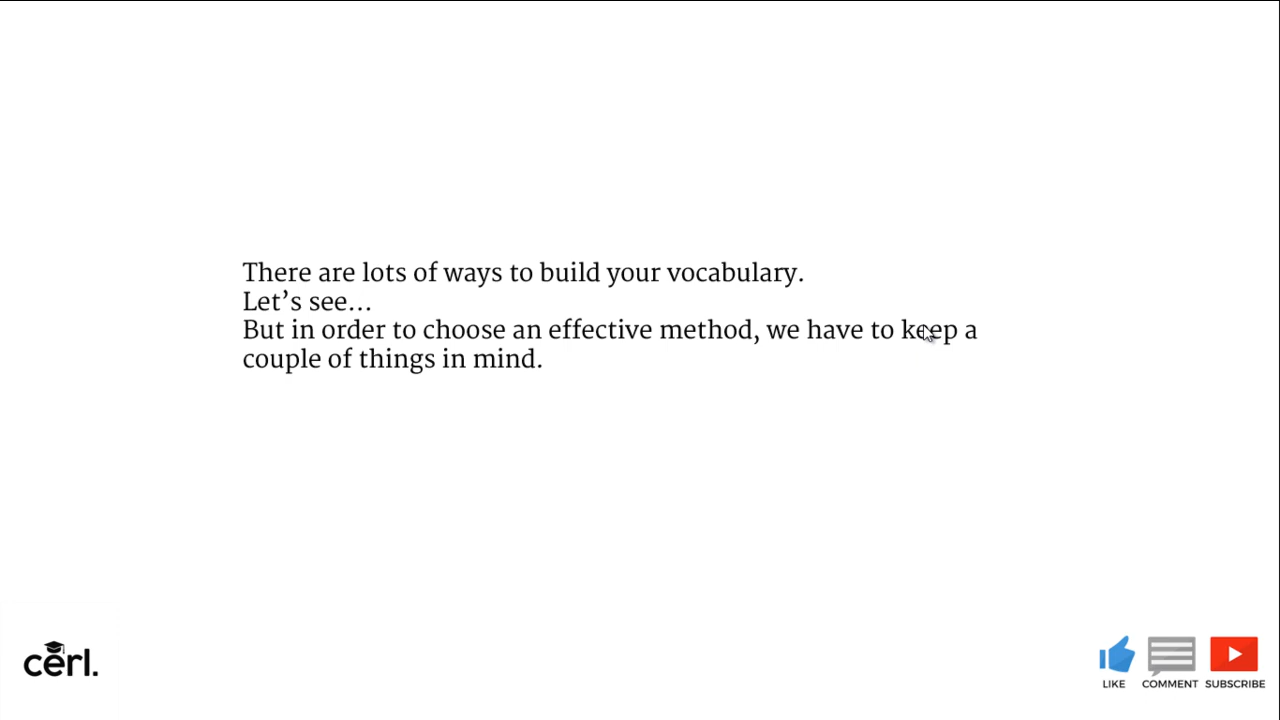 There are lots of ways to build your vocabulary.
Let’s see...
But in order to choose an effective method, we have to keep a
couple of things in mind.
cerl.
LIKE COMMENT SUBSCRIBE